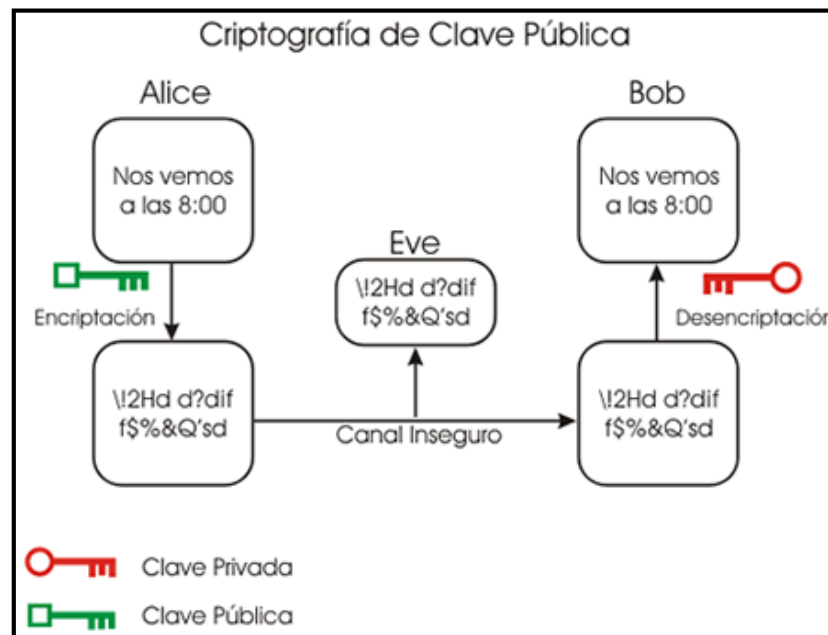 Criptografía de Clave Pública
Alice
Bob
Nos vemos
a las 8:00
Nos vemos
a las 8:00
Eve
\!2Hd d?dif
f$%&Q'sd
Encriptación
Desencriptación
\!2Hd d?dif
f$%&Q'sd
\!2Hd d?dif
f$%&Q'sd
Canal Inseguro
Clave Privada
Clave Pública